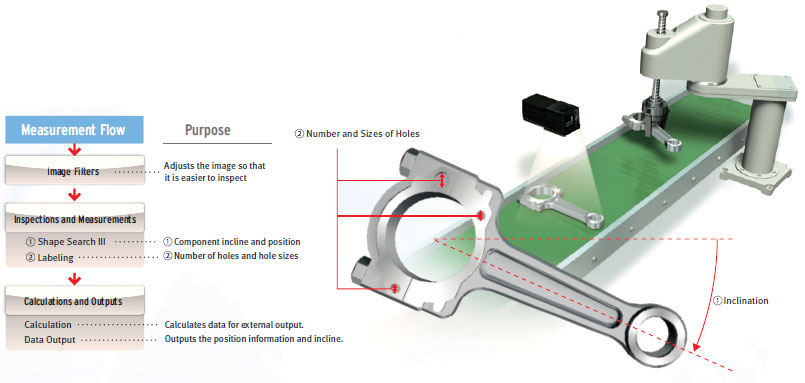 Measurement Flow
Purpose
Image Filters
Adjusts the image so that
it is easier to inspect
Inspections and Measurements
① Shape Search III
① Component incline and position
② Labeling
② Number of holes and hole sizes
Calculations and Outputs
Calculation
Calculates data for external output.
Data Output
Outputs the position information and incline.
② Number and Sizes of Holes
① Inclination